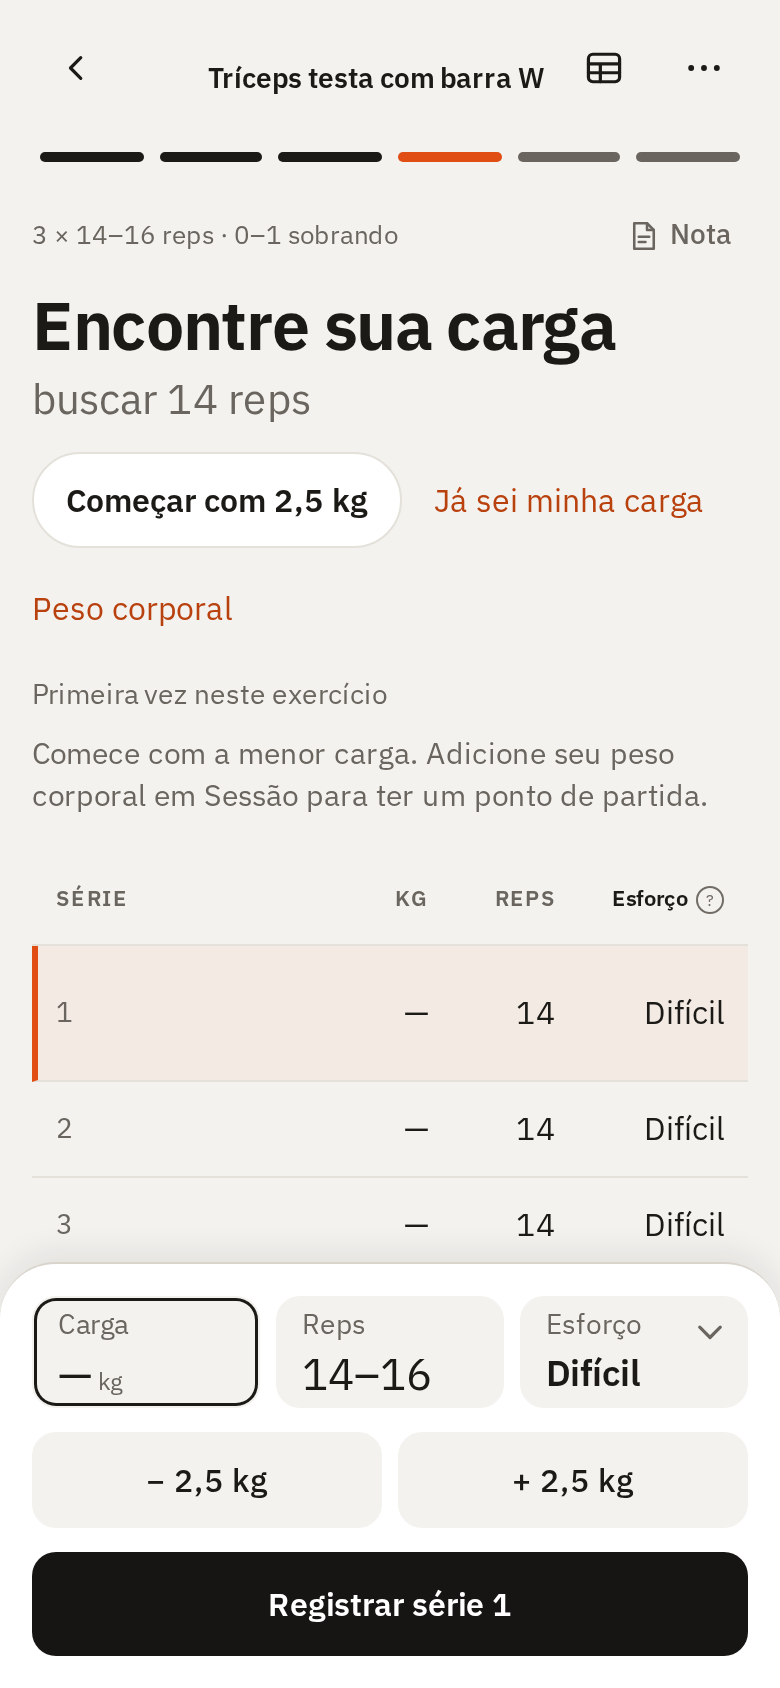 Tríceps testa com barra W
3 × 14–16 reps · 0–1 sobrando
Nota
Encontre sua carga
buscar 14 reps
Começar com 2,5 kg
Já sei minha carga
Peso corporal
Primeira vez neste exercício
Comece com a menor carga. Adicione seu peso
corporal em Sessão para ter um ponto de partida.
SÉRIE KG REPS Esforço ?
1 — 14 Difícil
2 — 14 Difícil
3 — 14 Difícil
Carga Reps Esforço
— kg 14–16 Difícil
− 2,5 kg + 2,5 kg
Registrar série 1